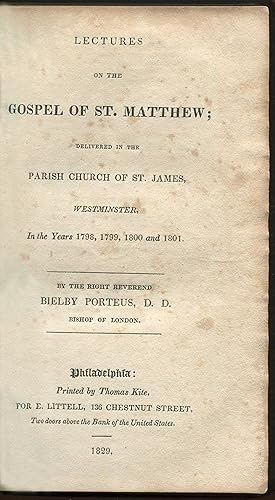 LECTURES
ON THE
GOSPEL OF ST. MATTHEW;
DELIVERED IN THE
PARISH CHURCH OF ST. JAMES,
WESTMINSTER,
In the Years 1798, 1799, 1800 and 1801.
BY THE RIGHT REVEREND
BIELBY PORTEUS, D. D.
BISHOP OF LONDON.
Philadelphia:
Printed by Thomas Kite,
FOR E. LITTELL, 136 CHESTNUT STREET,
Two doors above the Bank of the United States.
1829.